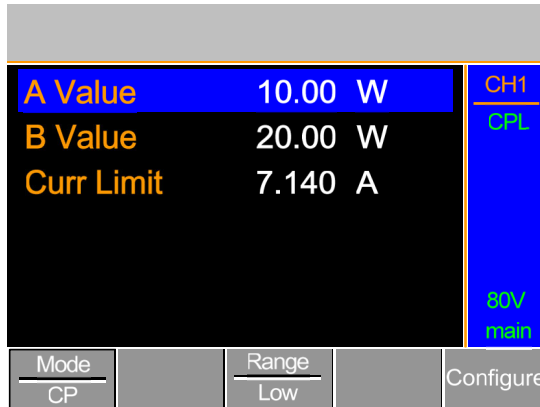 A Value 10.00 W
B Value 20.00 W
Curr Limit 7.140 A
CH1
CPL
80V
main
Mode
CP
Range
Low
Configure